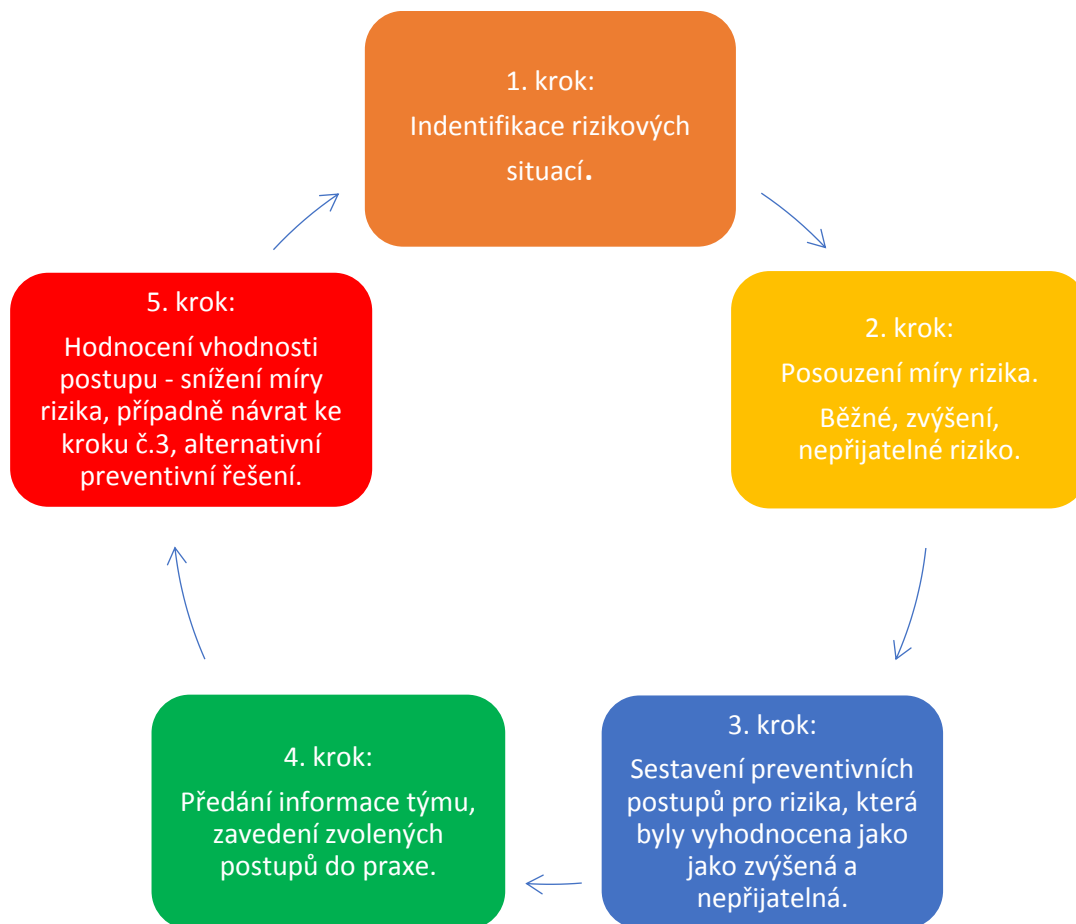 1. krok:
Indentifikace rizikových
situací.
2. krok:
Posouzení míry rizika.
Běžné, zvýšení,
nepřijatelné riziko.
3. krok:
Sestavení preventivních
postupů pro rizika, která
byly vyhodnocena jako
jako zvýšená a
nepřijatelná.
4. krok:
Předání informace týmu,
zavedení zvolených
postupů do praxe.
5. krok:
Hodnocení vhodnosti
postupu - snížení míry
rizika, případně návrat ke
kroku č.3, alternativní
preventivní řešení.